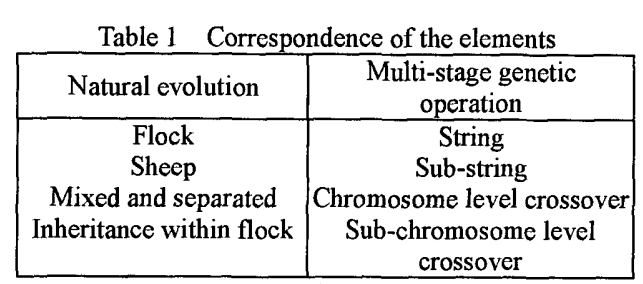 Table 1 Correspondence of the elements
Natural evolution
Multi-stage genetic
operation
Flock
String
Sheep
Sub-string
Mixed and separated
Chromosome level crossover
Inheritance within flock
Sub-chromosome level
crossover